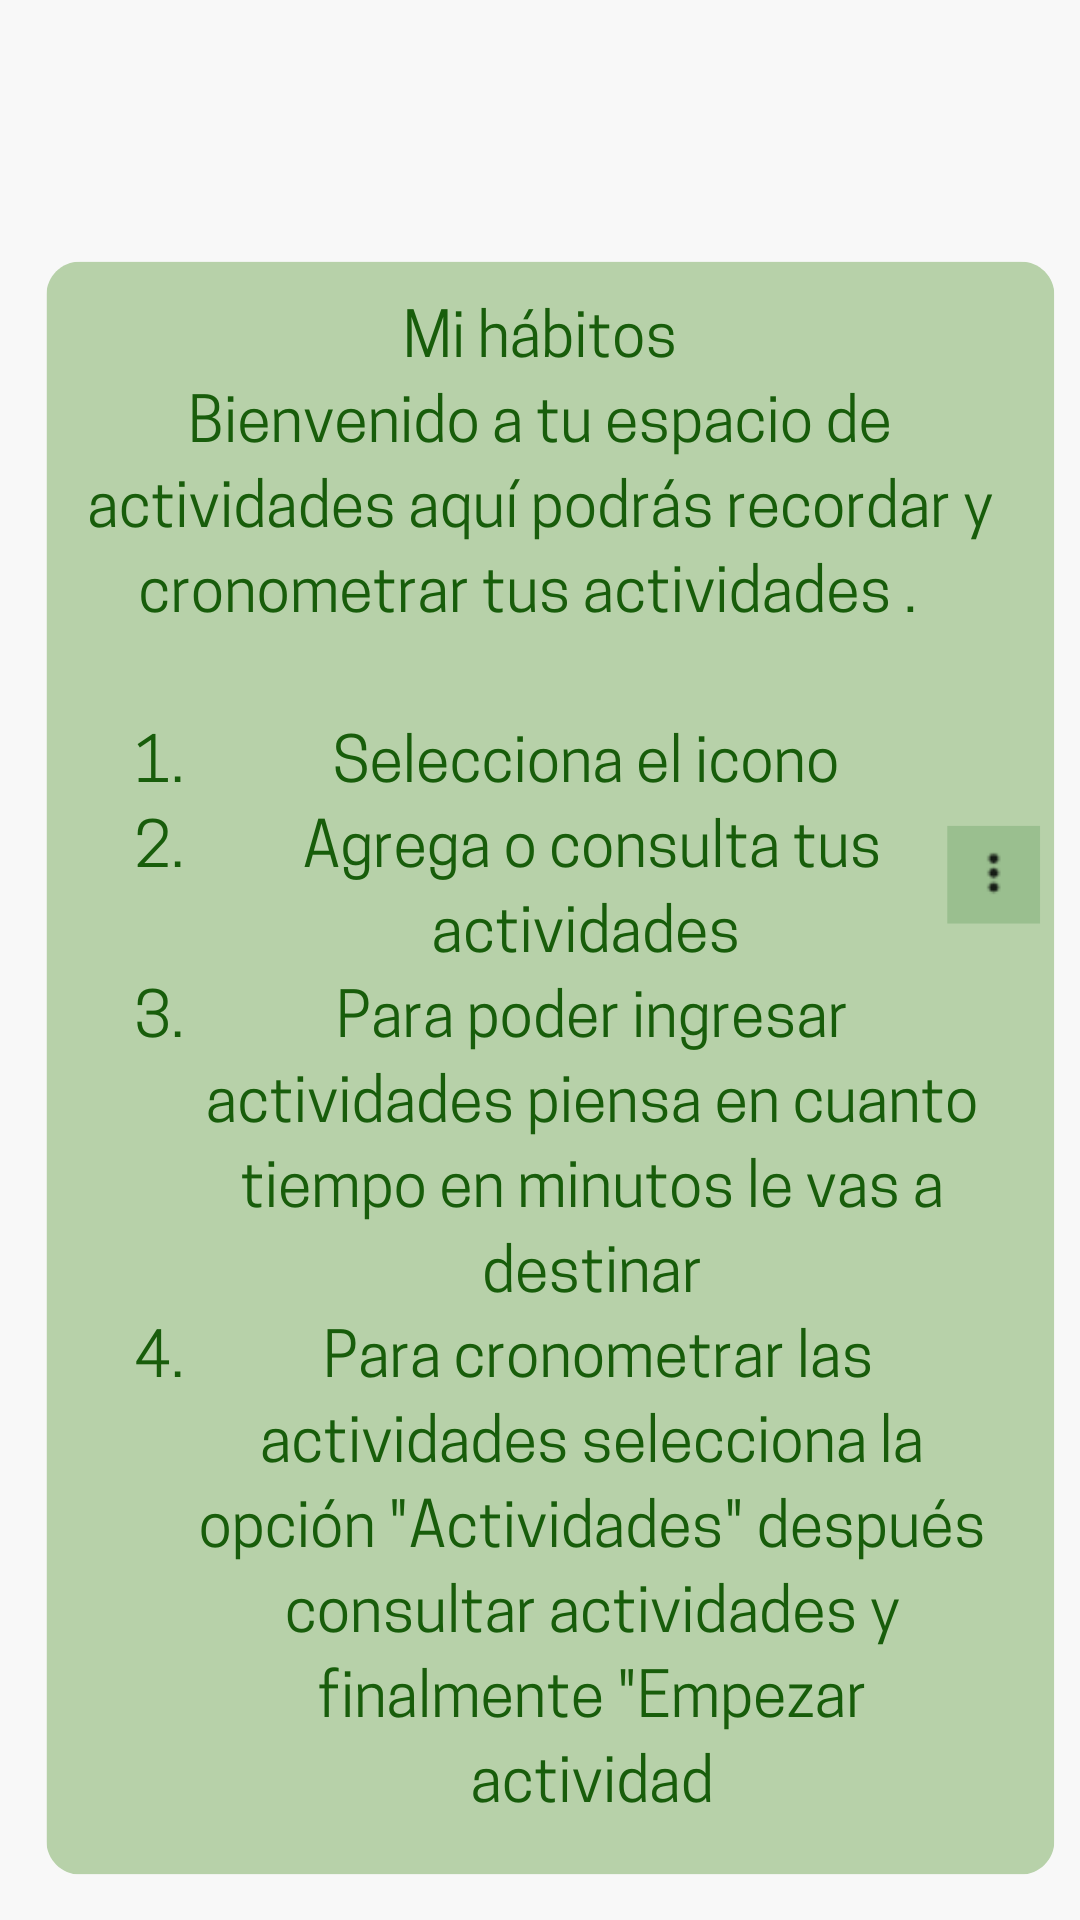 Mi hábitos
Bienvenido a tu espacio de
actividades aquí podrás recordar y
cronometrar tus actividades .
1. Selecciona el icono
2. Agrega o consulta tus
actividades
3. Para poder ingresar
actividades piensa en cuanto
tiempo en minutos le vas a
destinar
4. Para cronometrar las
actividades selecciona la
opción "Actividades" después
consultar actividades y
finalmente "Empezar
actividad